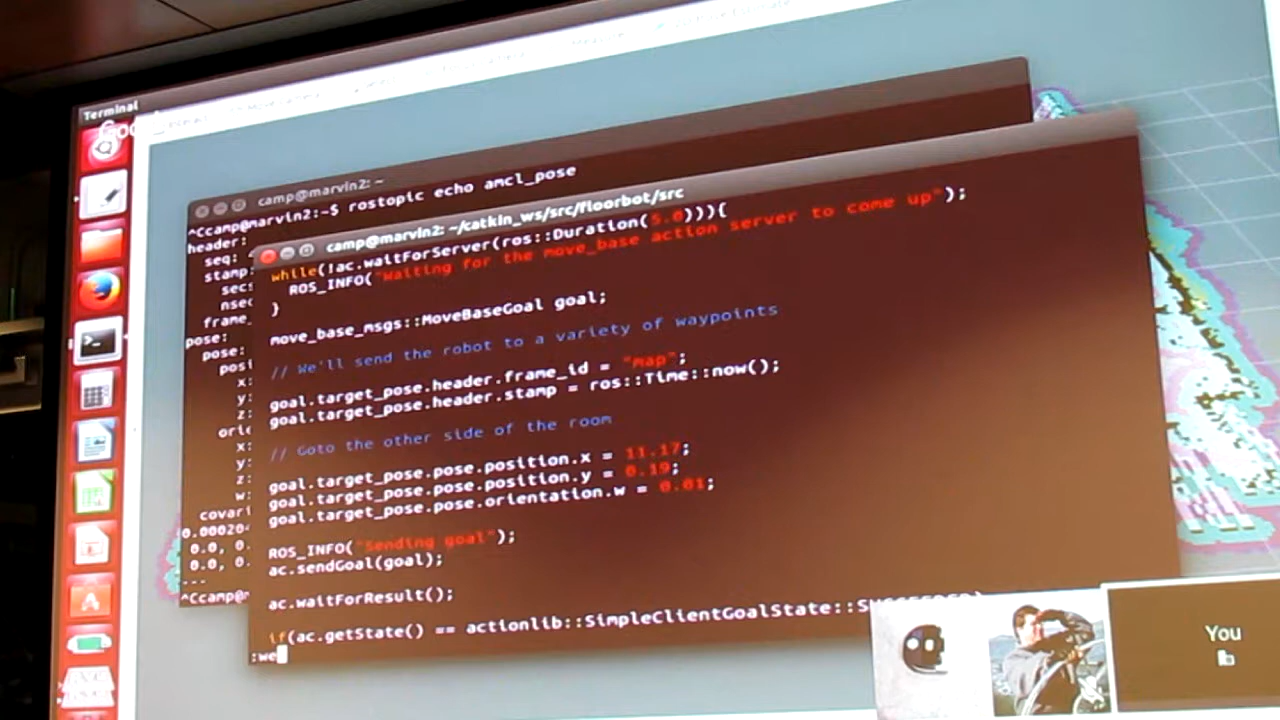 Terminal
camp@marvin2: ~
camp@marvin2:~$ rostopic echo amcl_pose
^Ccamp@marvin2: ~/catkin_ws/src/floorbot/src
header:
seq:
stamp:
secs
nsec
frame_
pose:
pose:
posi
x:
y:
z:
orie
x:
y:
z:
w:
covari
0.000204
0.0, 0.
0.0, 0.
---
^Ccamp@m
while(!ac.waitForServer(ros::Duration(5.0))){
ROS_INFO("Waiting for the move_base action server to come up");
}
move_base_msgs::MoveBaseGoal goal;
// We'll send the robot to a variety of waypoints
goal.target_pose.header.frame_id = "map";
goal.target_pose.header.stamp = ros::Time::now();
// Goto the other side of the room
goal.target_pose.pose.position.x = 11.17;
goal.target_pose.pose.position.y = 0.19;
goal.target_pose.pose.orientation.w = 0.01;
ROS_INFO("Sending goal");
ac.sendGoal(goal);
ac.waitForResult();
if(ac.getState() == actionlib::SimpleClientGoalState::SUCCEEDED)
:we
You